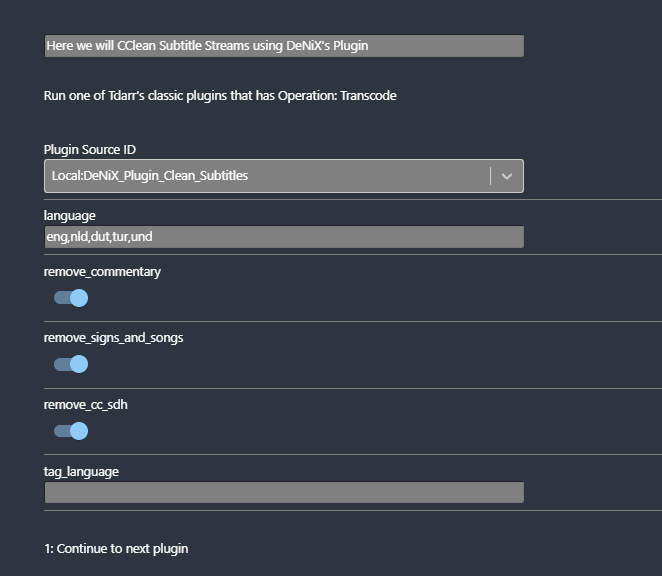 Here we will CClean Subtitle Streams using DeNiX's Plugin
Run one of Tdarr's classic plugins that has Operation: Transcode
Plugin Source ID
Local:DeNiX_Plugin_Clean_Subtitles
language
eng,nld,dut,tur,und
remove_commentary
remove_signs_and_songs
remove_cc_sdh
tag_language
1: Continue to next plugin